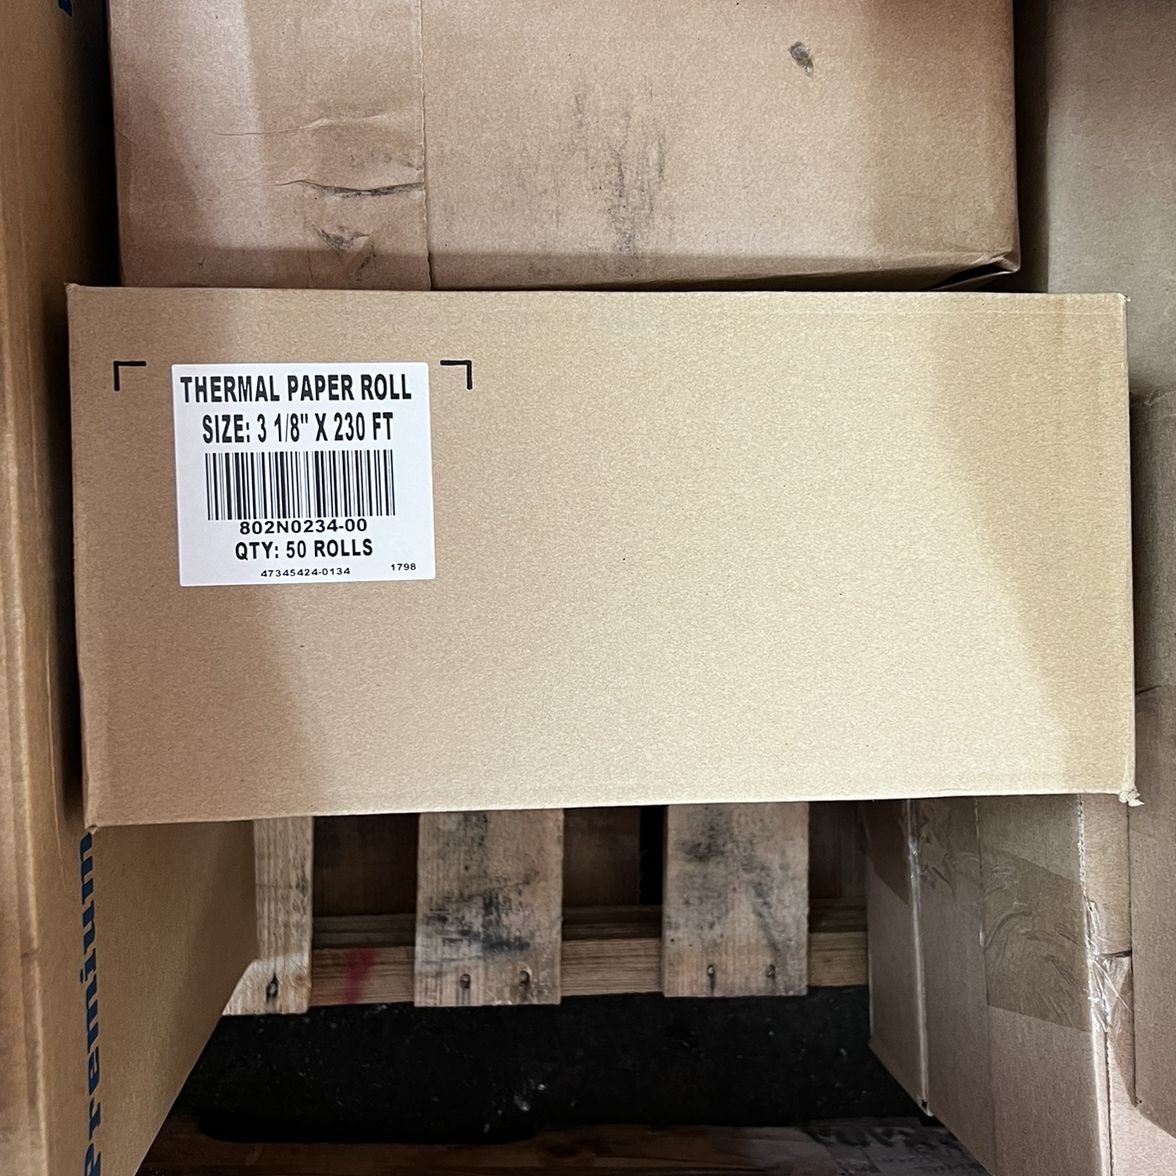 THERMAL PAPER ROLL
SIZE: 3 1/8" X 230 FT
802N0234-00
QTY: 50 ROLLS
47345424-0134 1798
Premium